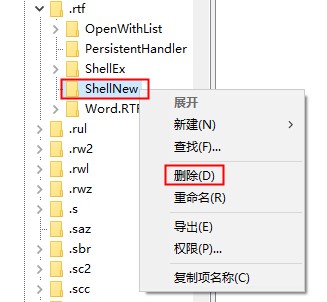 .rtf
OpenWithList
PersistentHandler
ShellEx
ShellNew
Word.RTF
.rul
.rw2
.rwl
.rwz
.s
.saz
.sbr
.sc2
.scc
展开
新建(N)
查找(F)...
删除(D)
重命名(R)
导出(E)
权限(P)...
复制项名称(C)